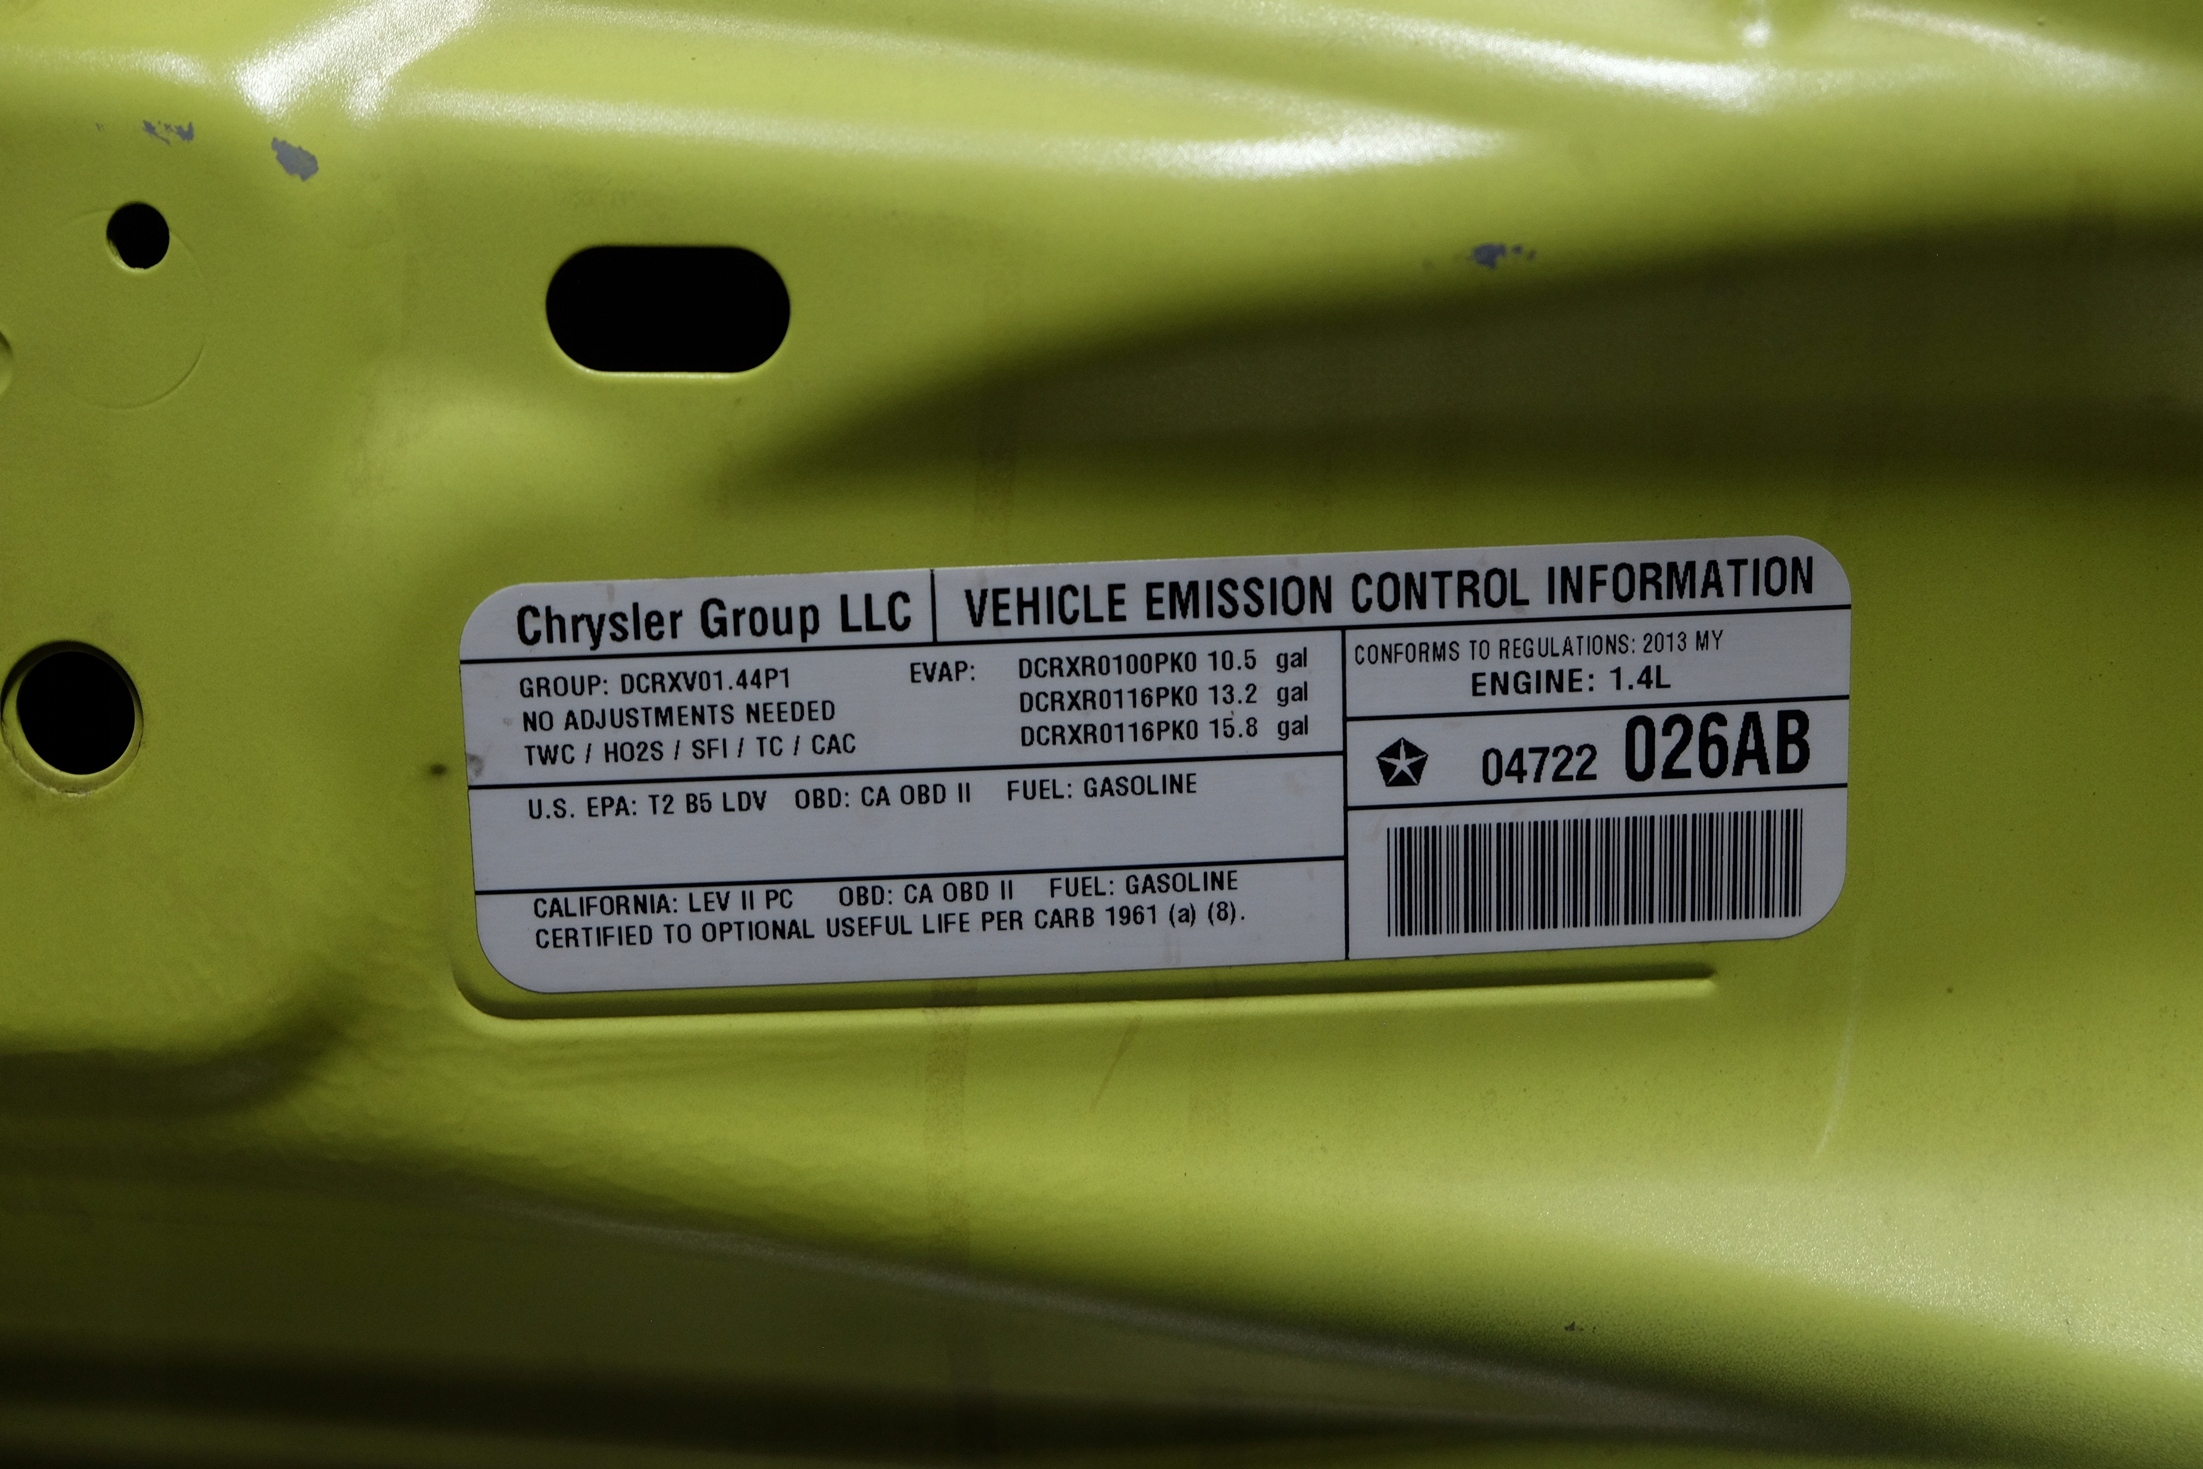 Chrysler Group LLC VEHICLE EMISSION CONTROL INFORMATION
GROUP: DCRXV01.44P1 EVAP: DCRXR0100PK0 10.5 gal
NO ADJUSTMENTS NEEDED DCRXR0116PK0 13.2 gal
TWC / HO2S / SFI / TC / CAC DCRXR0116PK0 15.8 gal
CONFORMS TO REGULATIONS: 2013 MY
ENGINE: 1.4L
04722 026AB
U.S. EPA: T2 B5 LDV OBD: CA OBD II FUEL: GASOLINE
CALIFORNIA: LEV II PC OBD: CA OBD II FUEL: GASOLINE
CERTIFIED TO OPTIONAL USEFUL LIFE PER CARB 1961 (a) (8).